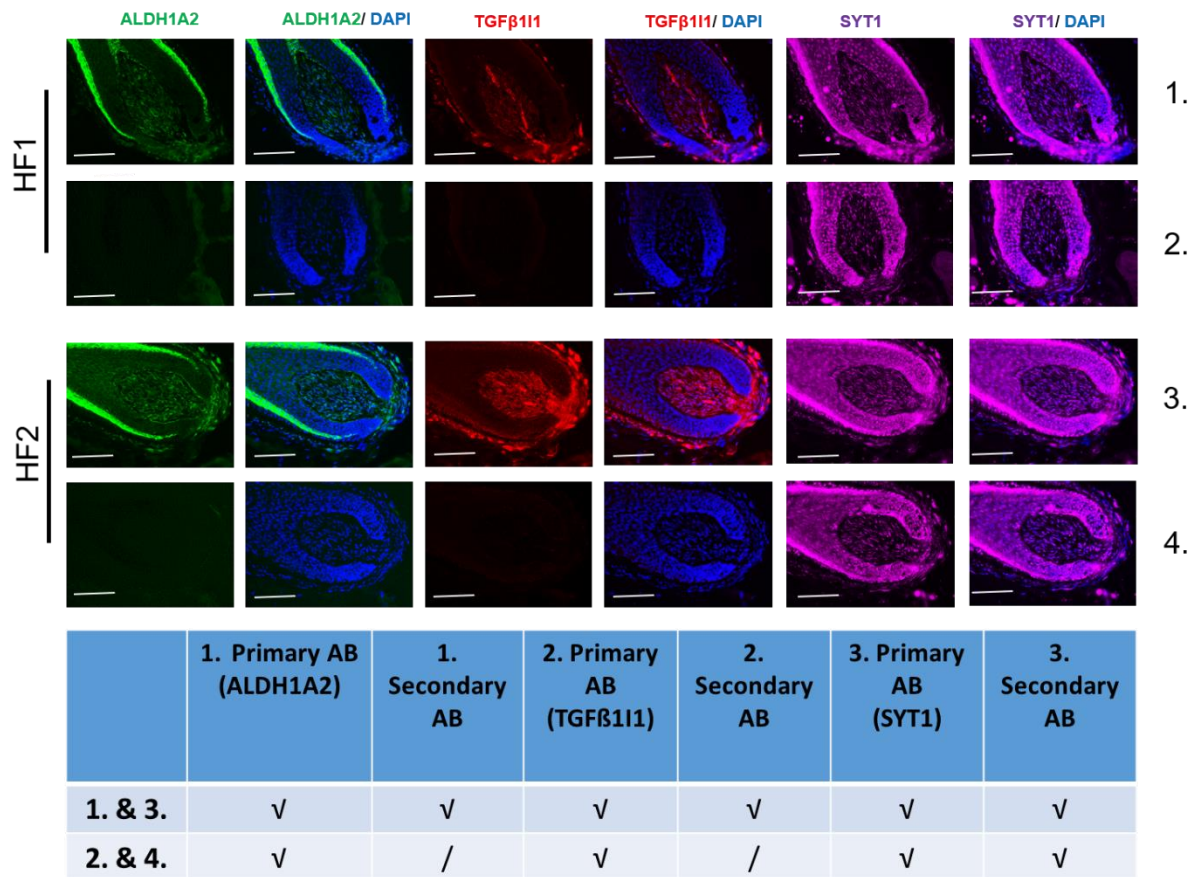 ALDH1A2 ALDH1A2/ DAPI TGFβ1I1 TGFβ1I1/ DAPI SYT1 SYT1/ DAPI
HF1
1.
2.
HF2
3.
4.
1. Primary AB
(ALDH1A2)
1.
Secondary
AB
2. Primary
AB
(TGFß1I1)
2.
Secondary
AB
3. Primary
AB
(SYT1)
3.
Secondary
AB
1. & 3. √ √ √ √ √ √
2. & 4. √ / √ / √ √